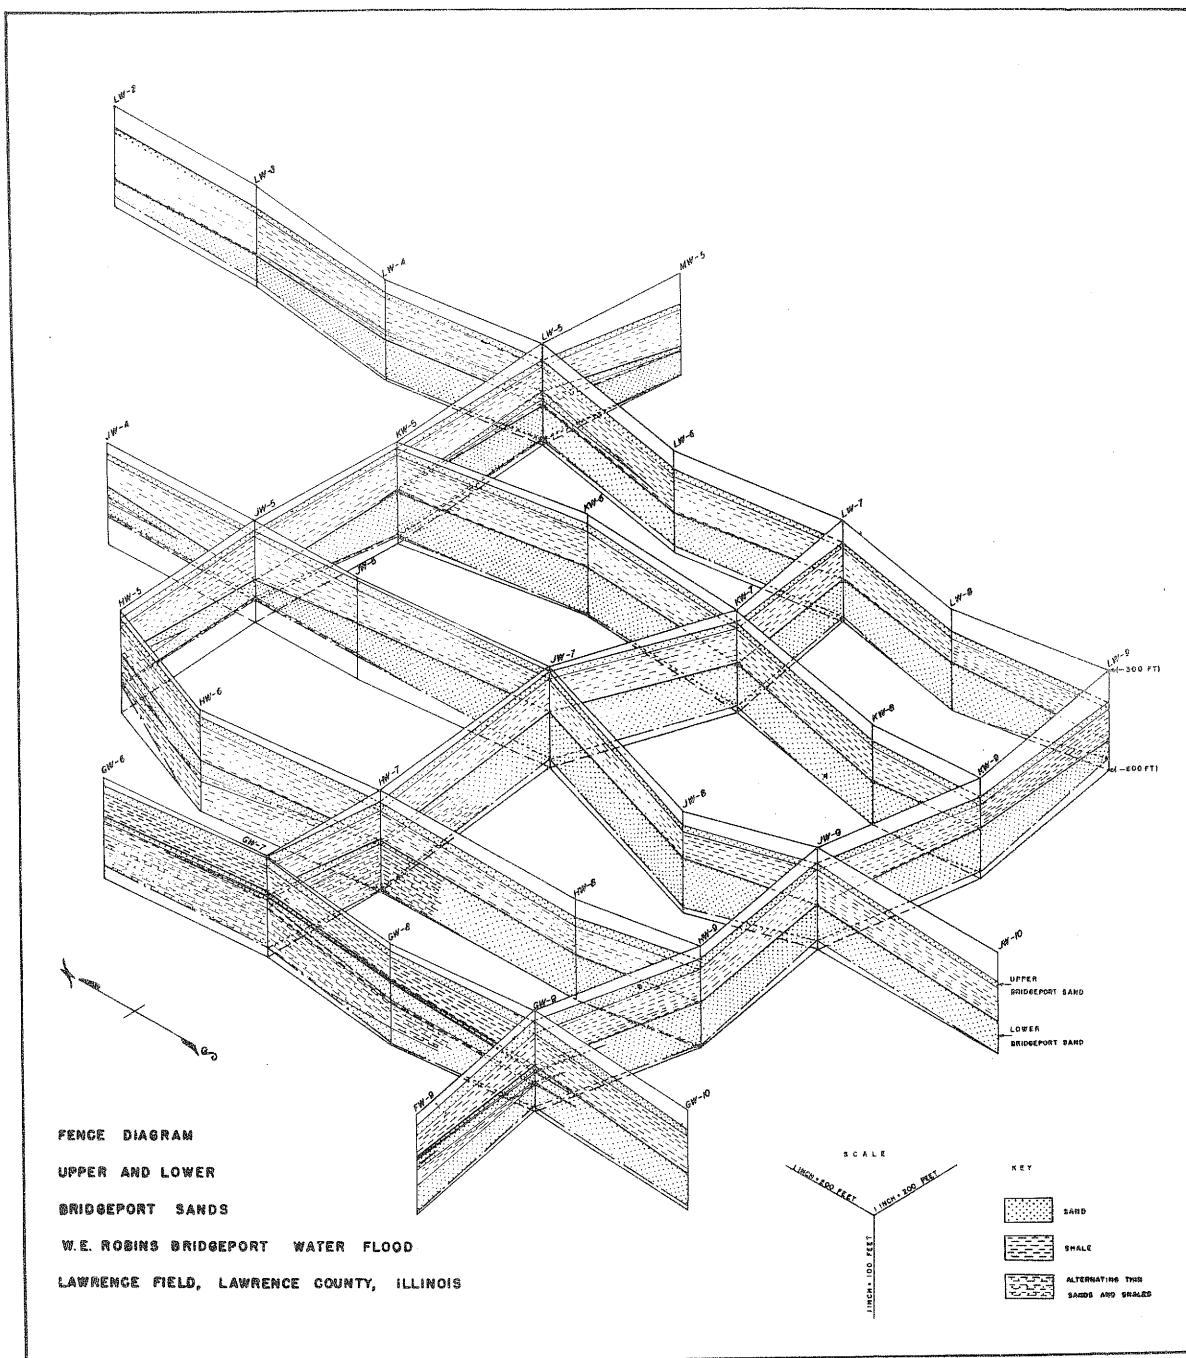 LW-2
LW-3
LW-4
MW-5
LW-5
JW-4
KW-5
LW-6
KW-6
LW-7
JW-5
JW-6
HW-5
KW-7
LW-8
JW-7
LW-9
(-300 FT)
HW-6
KW-8
GW-6
HW-7
KW-9
(-600 FT)
JW-8
GW-7
JW-9
HW-8
GW-8
HW-9
JW-10
UPPER
BRIDGEPORT SAND
GW-9
LOWER
BRIDGEPORT SAND
FW-9
GW-10
FENCE DIAGRAM
UPPER AND LOWER
BRIDGEPORT SANDS
W.E. ROBINS BRIDGEPORT WATER FLOOD
LAWRENCE FIELD, LAWRENCE COUNTY, ILLINOIS
SCALE
1 INCH = 200 FEET
1 INCH = 200 FEET
1 INCH = 100 FEET
KEY
SAND
SHALE
ALTERNATING THIN
SANDS AND SHALES
N
S